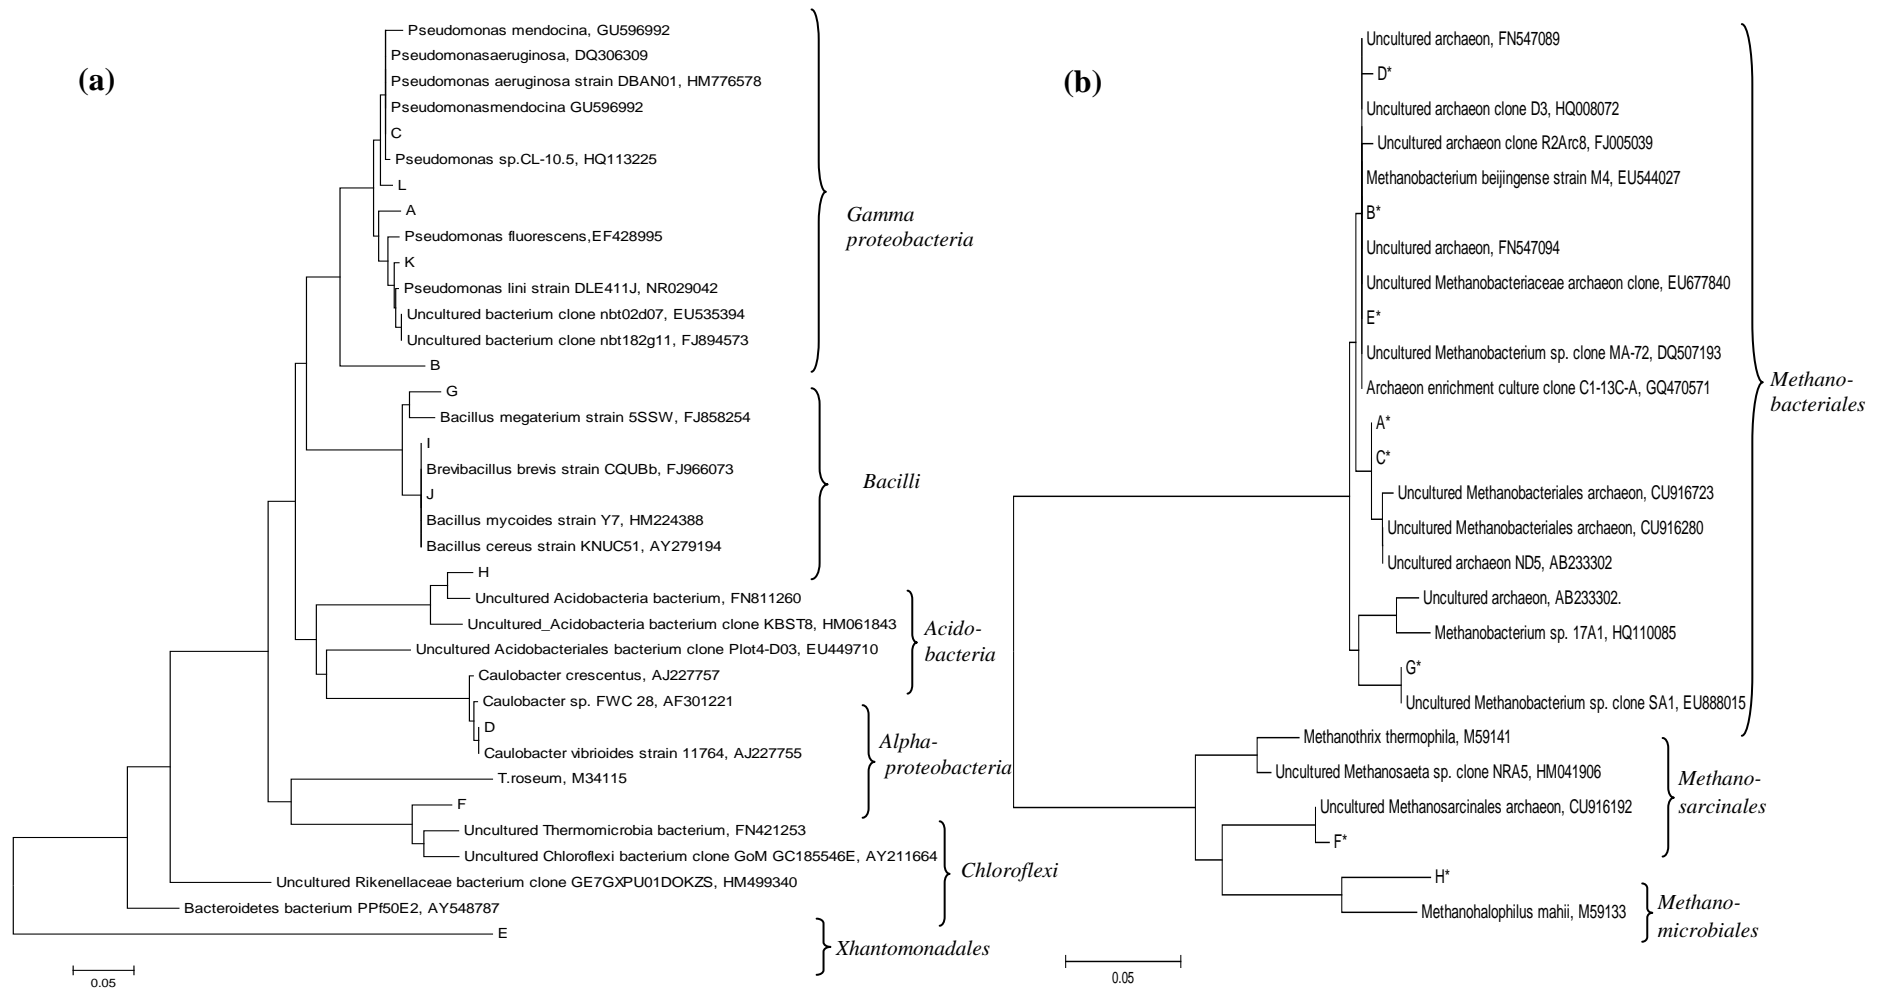 (a)
Pseudomonas mendocina, GU596992
Pseudomonasaeruginosa, DQ306309
Pseudomonas aeruginosa strain DBAN01, HM776578
Pseudomonasmendocina GU596992
C
Pseudomonas sp.CL-10.5, HQ113225
L
A
Pseudomonas fluorescens,EF428995
K
Pseudomonas lini strain DLE411J, NR029042
Uncultured bacterium clone nbt02d07, EU535394
Uncultured bacterium clone nbt182g11, FJ894573
B
Gamma
proteobacteria
G
Bacillus megaterium strain 5SSW, FJ858254
I
Brevibacillus brevis strain CQUBb, FJ966073
J
Bacillus mycoides strain Y7, HM224388
Bacillus cereus strain KNUC51, AY279194
Bacilli
H
Uncultured Acidobacteria bacterium, FN811260
Uncultured_Acidobacteria bacterium clone KBST8, HM061843
Uncultured Acidobacteriales bacterium clone Plot4-D03, EU449710
Acido-
bacteria
Caulobacter crescentus, AJ227757
Caulobacter sp. FWC 28, AF301221
D
Caulobacter vibrioides strain 11764, AJ227755
Alpha-
proteobacteria
T.roseum, M34115
F
Uncultured Thermomicrobia bacterium, FN421253
Uncultured Chloroflexi bacterium clone GoM GC185546E, AY211664
Uncultured Rikenellaceae bacterium clone GE7GXPU01DOKZS, HM499340
Bacteroidetes bacterium PPf50E2, AY548787
Chloroflexi
E
Xhantomonadales
0.05
(b)
Uncultured archaeon, FN547089
D*
Uncultured archaeon clone D3, HQ008072
Uncultured archaeon clone R2Arc8, FJ005039
Methanobacterium beijingense strain M4, EU544027
B*
Uncultured archaeon, FN547094
Uncultured Methanobacteriaceae archaeon clone, EU677840
E*
Uncultured Methanobacterium sp. clone MA-72, DQ507193
Archaeon enrichment culture clone C1-13C-A, GQ470571
A*
C*
Uncultured Methanobacteriales archaeon, CU916723
Uncultured Methanobacteriales archaeon, CU916280
Uncultured archaeon ND5, AB233302
Uncultured archaeon, AB233302.
Methanobacterium sp. 17A1, HQ110085
G*
Uncultured Methanobacterium sp. clone SA1, EU888015
Methano-
bacteriales
Methanothrix thermophila, M59141
Uncultured Methanosaeta sp. clone NRA5, HM041906
Uncultured Methanosarcinales archaeon, CU916192
F*
Methano-
sarcinales
H*
Methanohalophilus mahii, M59133
Methano-
microbiales
0.05